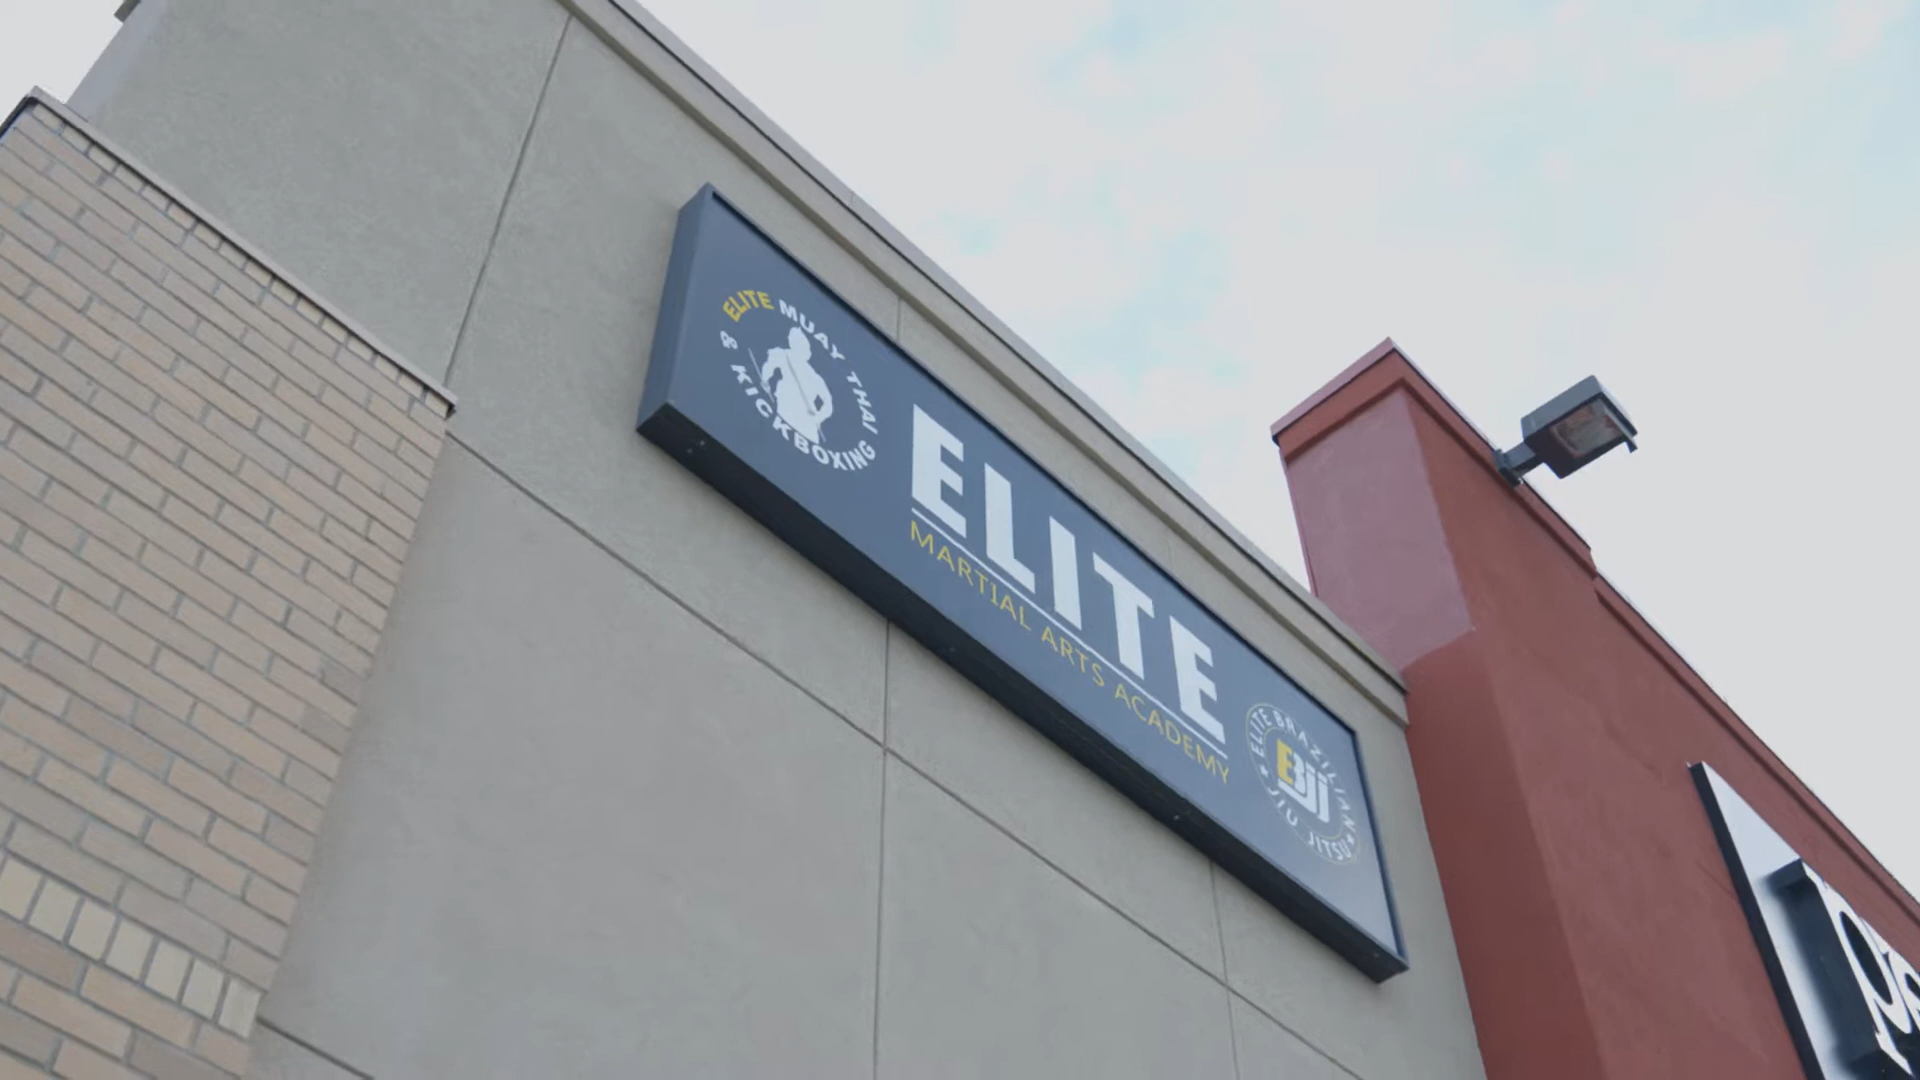 ELITE MUAY THAI
& KICKBOXING
ELITE
MARTIAL ARTS ACADEMY
ELITE BRAZILIAN
EBJJ
JIU JITSU